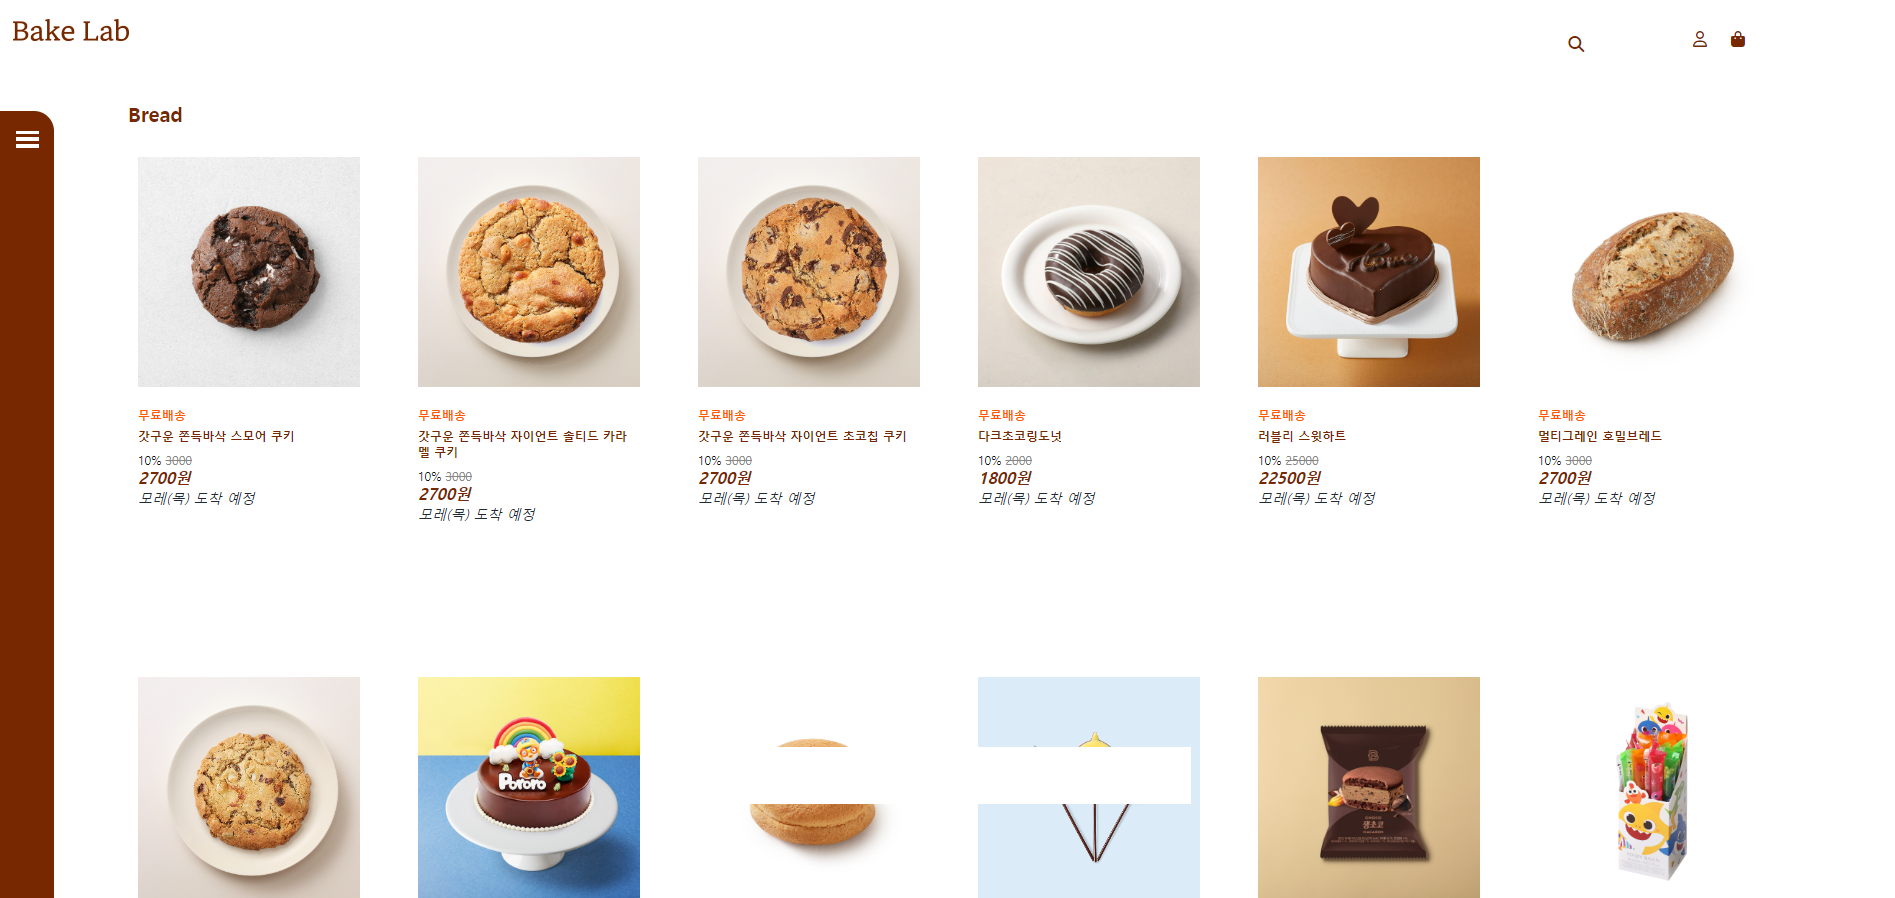 Bake Lab
Bread
무료배송
갓구운 쫀득바삭 스모어 쿠키
10% 3000
2700원
모레(목) 도착 예정
무료배송
갓구운 쫀득바삭 자이언트 솔티드 카라
멜 쿠키
10% 3000
2700원
모레(목) 도착 예정
무료배송
갓구운 쫀득바삭 자이언트 초코칩 쿠키
10% 3000
2700원
모레(목) 도착 예정
무료배송
다크초코링도넛
10% 2000
1800원
모레(목) 도착 예정
무료배송
러블리 스윗하트
10% 25000
22500원
모레(목) 도착 예정
무료배송
멀티그레인 호밀브레드
10% 3000
2700원
모레(목) 도착 예정
Pororo
쨈초코
MACARON